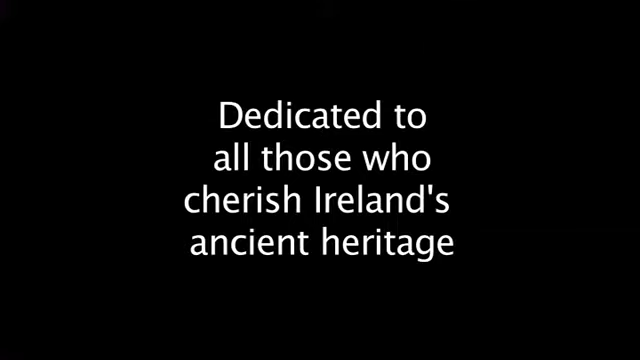 Dedicated to
all those who
cherish Ireland's
ancient heritage